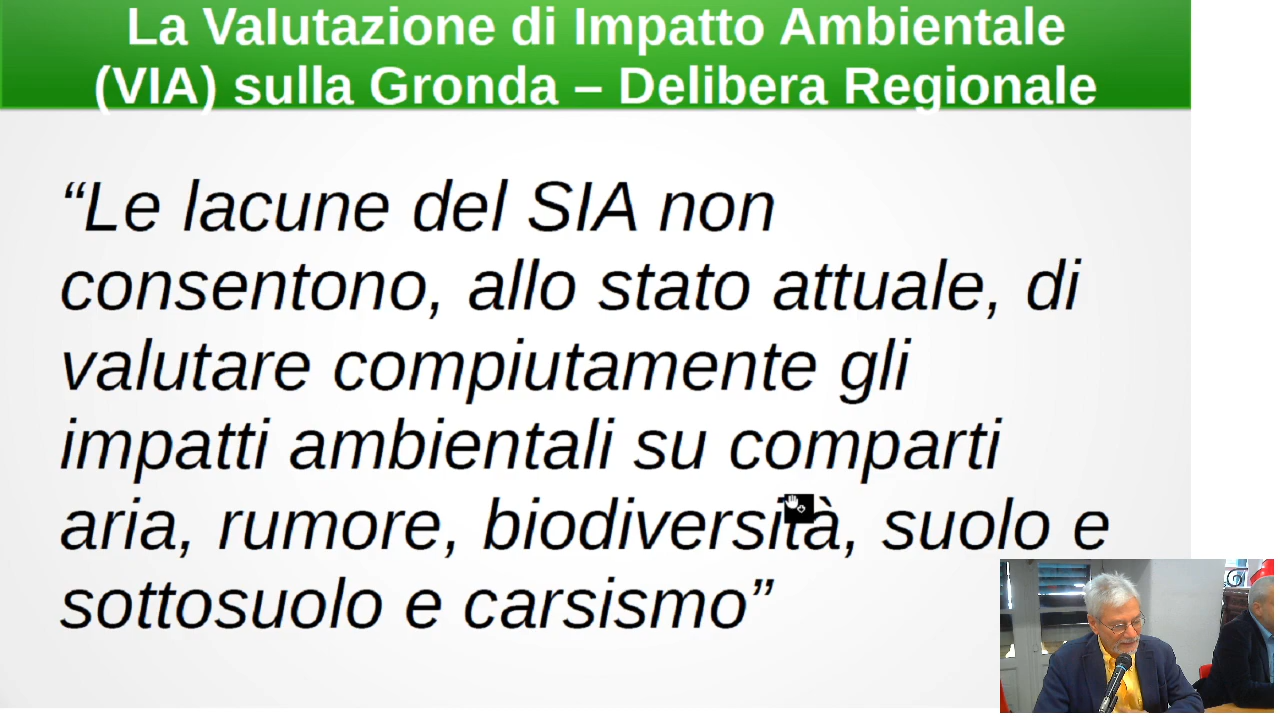 La Valutazione di Impatto Ambientale
(VIA) sulla Gronda – Delibera Regionale
“Le lacune del SIA non
consentono, allo stato attuale, di
valutare compiutamente gli
impatti ambientali su comparti
aria, rumore, biodiversità, suolo e
sottosuolo e carsismo”